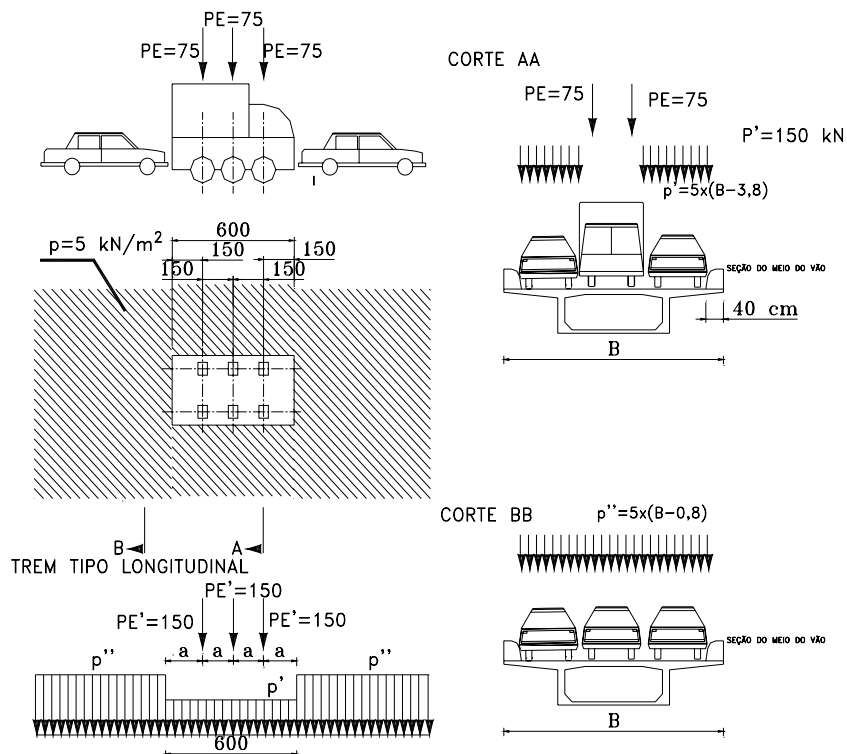 PE=75
PE=75
PE=75
CORTE AA
PE=75
PE=75
P'=150 kN
p'=5x(B-3,8)
600
150
150
150
150
p=5 kN/m²
SEÇÃO DO MEIO DO VÃO
40 cm
B
B
A
CORTE BB
p''=5x(B-0,8)
TREM TIPO LONGITUDINAL
PE'=150
PE'=150
PE'=150
a
a
a
a
p''
p''
p'
SEÇÃO DO MEIO DO VÃO
600
B